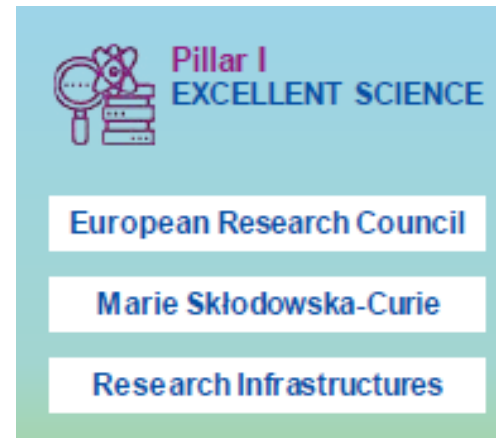 Pillar I
EXCELLENT SCIENCE
European Research Council
Marie Skłodowska-Curie
Research Infrastructures